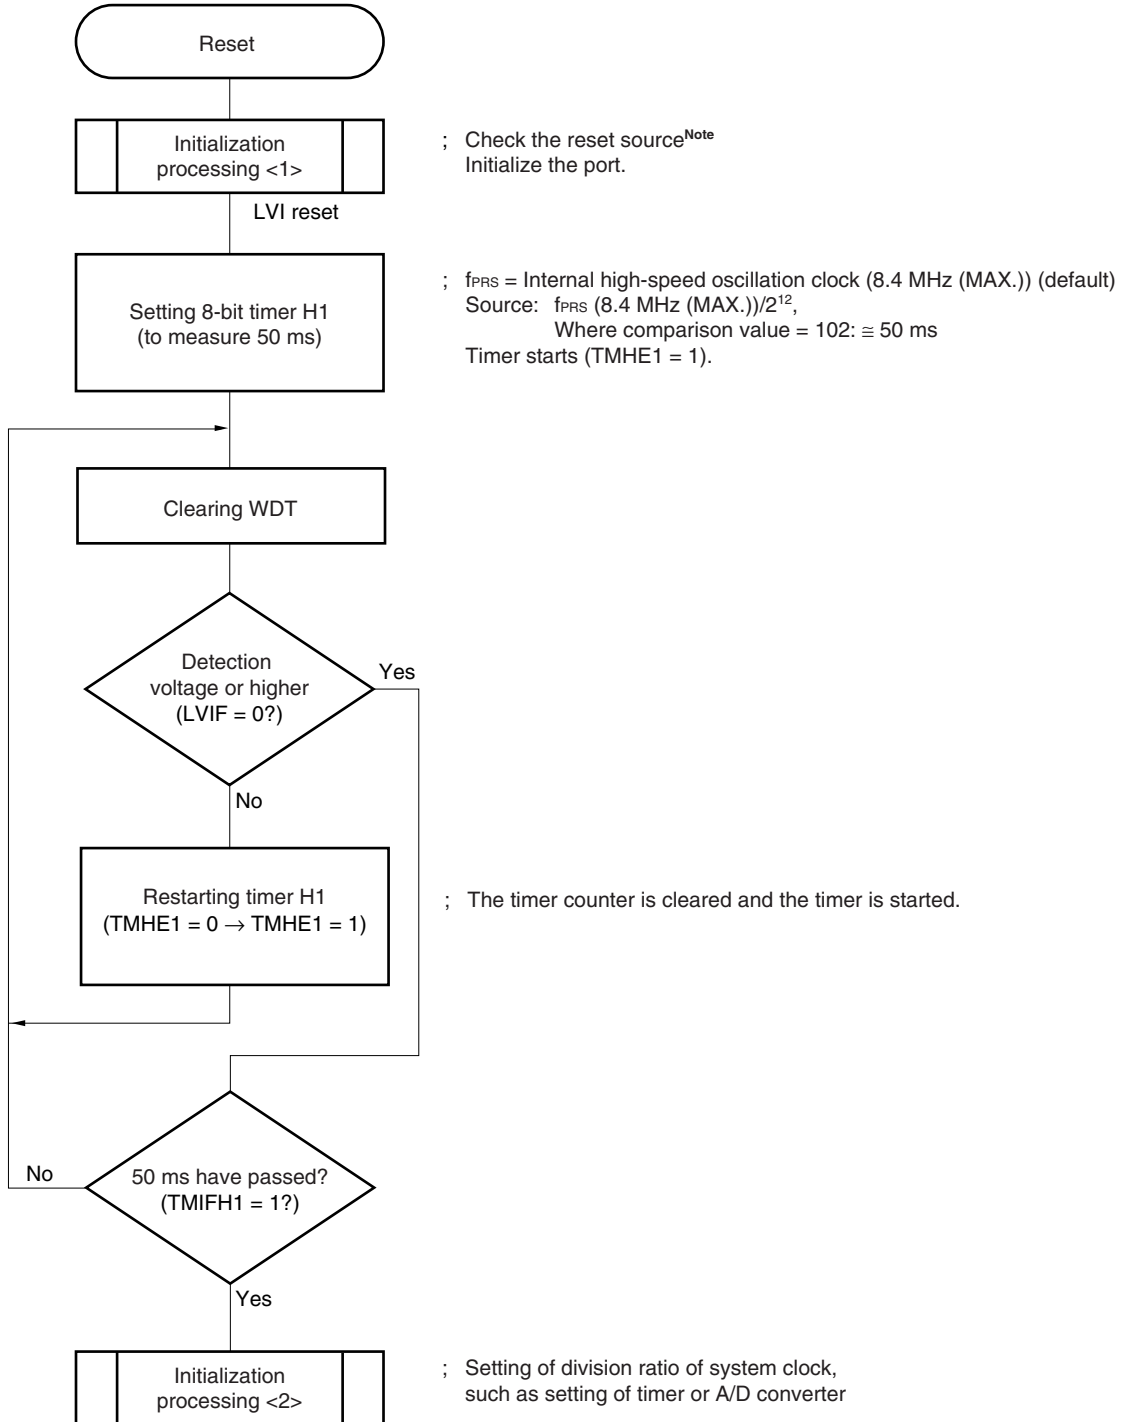 Reset
Initialization
processing <1>
; Check the reset source^Note
Initialize the port.
LVI reset
Setting 8-bit timer H1
(to measure 50 ms)
; fPRS = Internal high-speed oscillation clock (8.4 MHz (MAX.)) (default)
Source: fPRS (8.4 MHz (MAX.))/2^12,
Where comparison value = 102: ≅ 50 ms
Timer starts (TMHE1 = 1).
Clearing WDT
Detection
voltage or higher
(LVIF = 0?)
Yes
No
Restarting timer H1
(TMHE1 = 0 → TMHE1 = 1)
; The timer counter is cleared and the timer is started.
50 ms have passed?
(TMIFH1 = 1?)
No
Yes
Initialization
processing <2>
; Setting of division ratio of system clock,
such as setting of timer or A/D converter